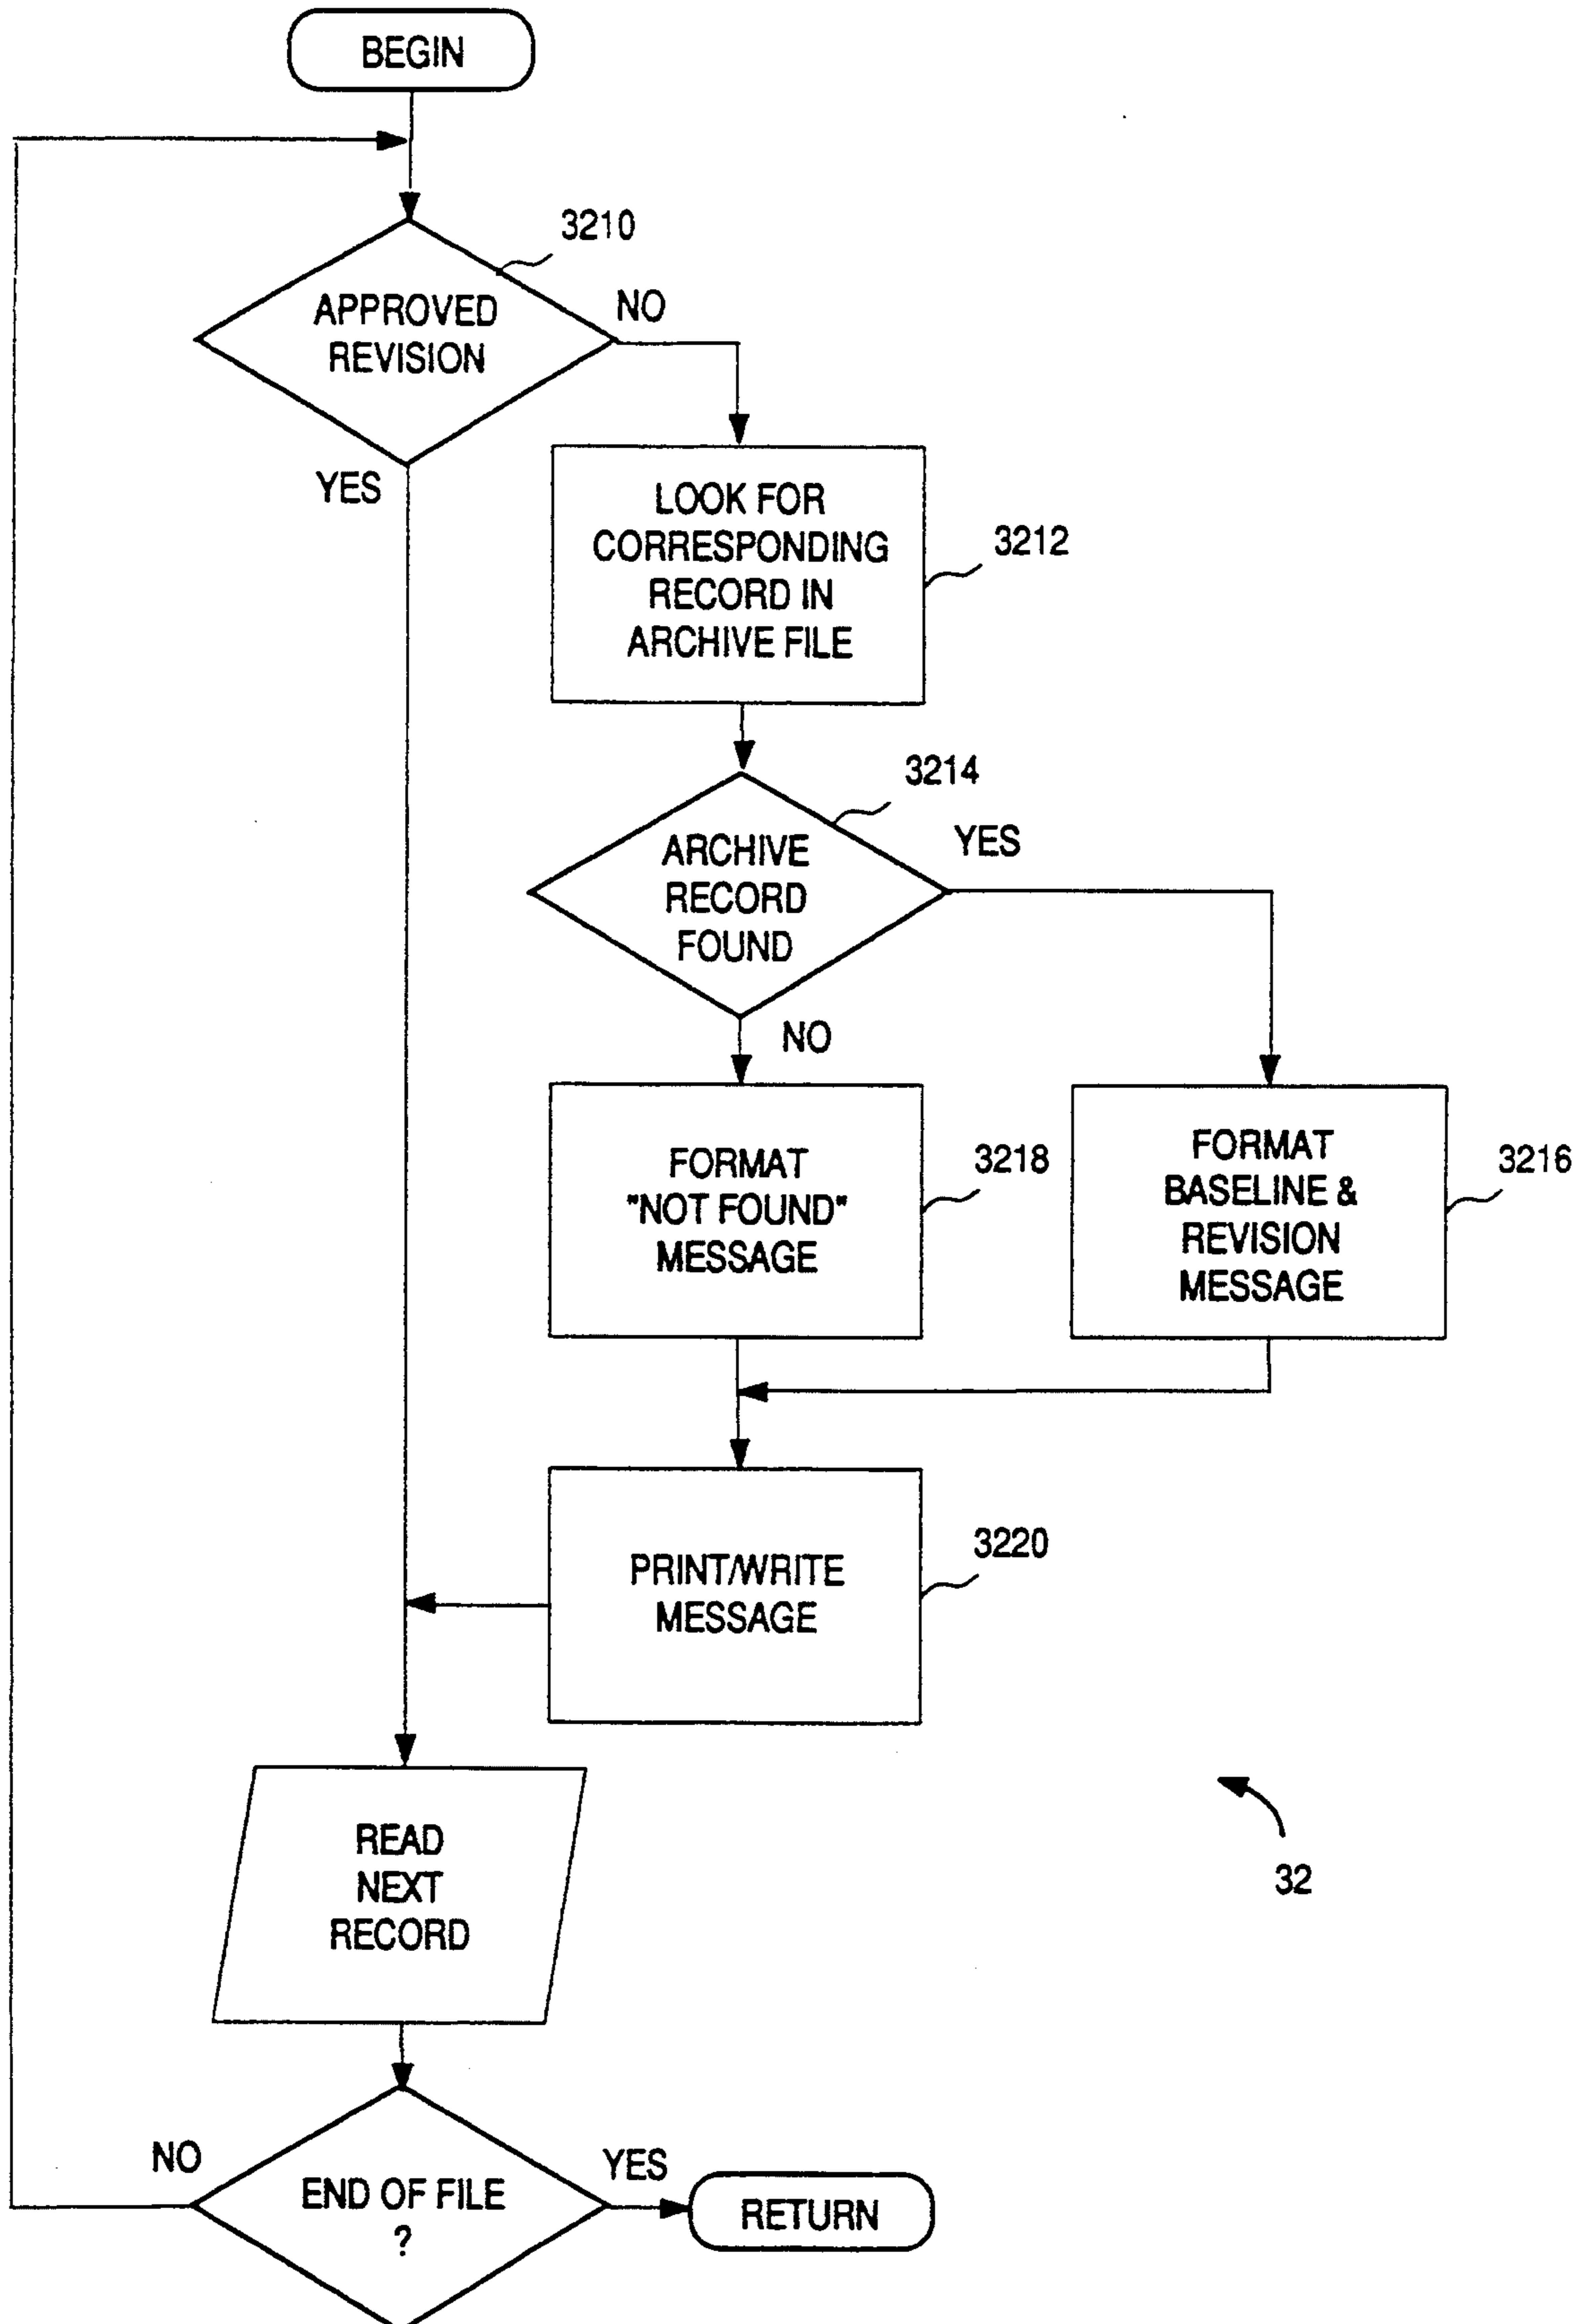 BEGIN
3210
APPROVED
REVISION
NO
YES
LOOK FOR
CORRESPONDING
RECORD IN
ARCHIVE FILE
3212
3214
ARCHIVE
RECORD
FOUND
YES
NO
FORMAT
"NOT FOUND"
MESSAGE
3218
FORMAT
BASELINE &
REVISION
MESSAGE
3216
PRINT/WRITE
MESSAGE
3220
READ
NEXT
RECORD
32
NO
END OF FILE
?
YES
RETURN